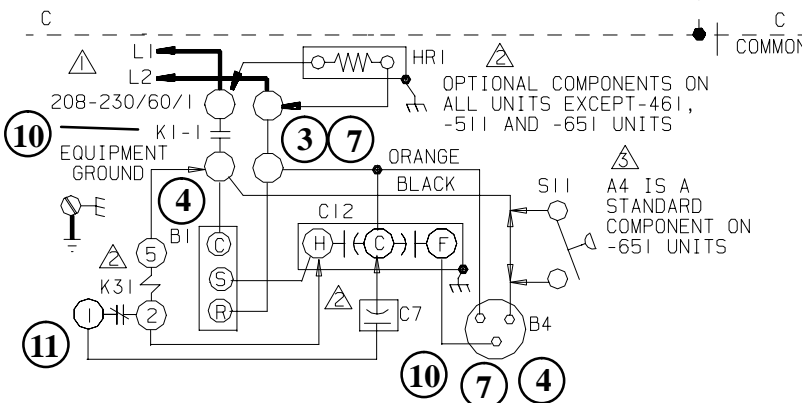 C
C
COMMON
L1
HR1
1
2
L2
OPTIONAL COMPONENTS ON
ALL UNITS EXCEPT-461,
-511 AND -651 UNITS
208-230/60/1
10
K1-1
3
7
EQUIPMENT
GROUND
ORANGE
BLACK
3
S11
A4 IS A
STANDARD
COMPONENT ON
-651 UNITS
4
C12
B1
C
H
C
F
5
2
S
K31
R
2
C7
1
2
B4
11
10
7
4